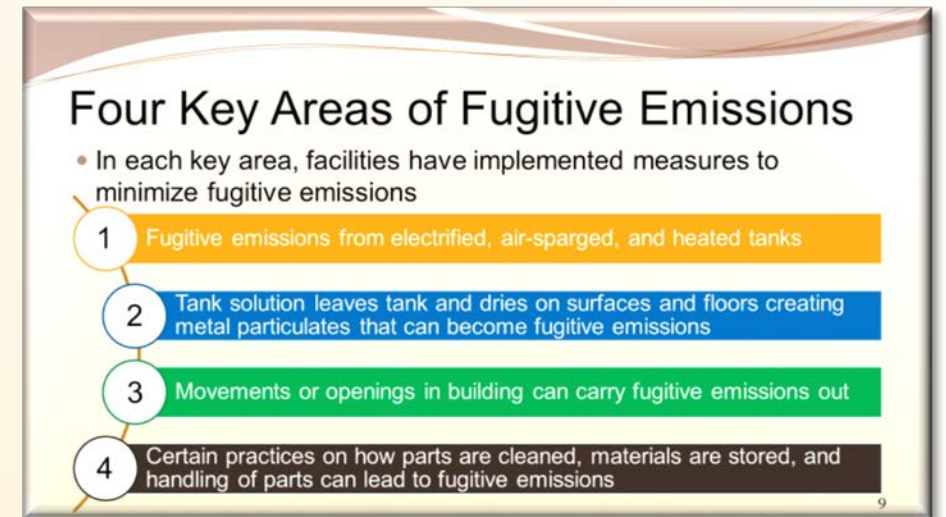 Four Key Areas of Fugitive Emissions
• In each key area, facilities have implemented measures to
minimize fugitive emissions
1 Fugitive emissions from electrified, air-sparged, and heated tanks
2 Tank solution leaves tank and dries on surfaces and floors creating
metal particulates that can become fugitive emissions
3 Movements or openings in building can carry fugitive emissions out
4 Certain practices on how parts are cleaned, materials are stored, and
handling of parts can lead to fugitive emissions
9